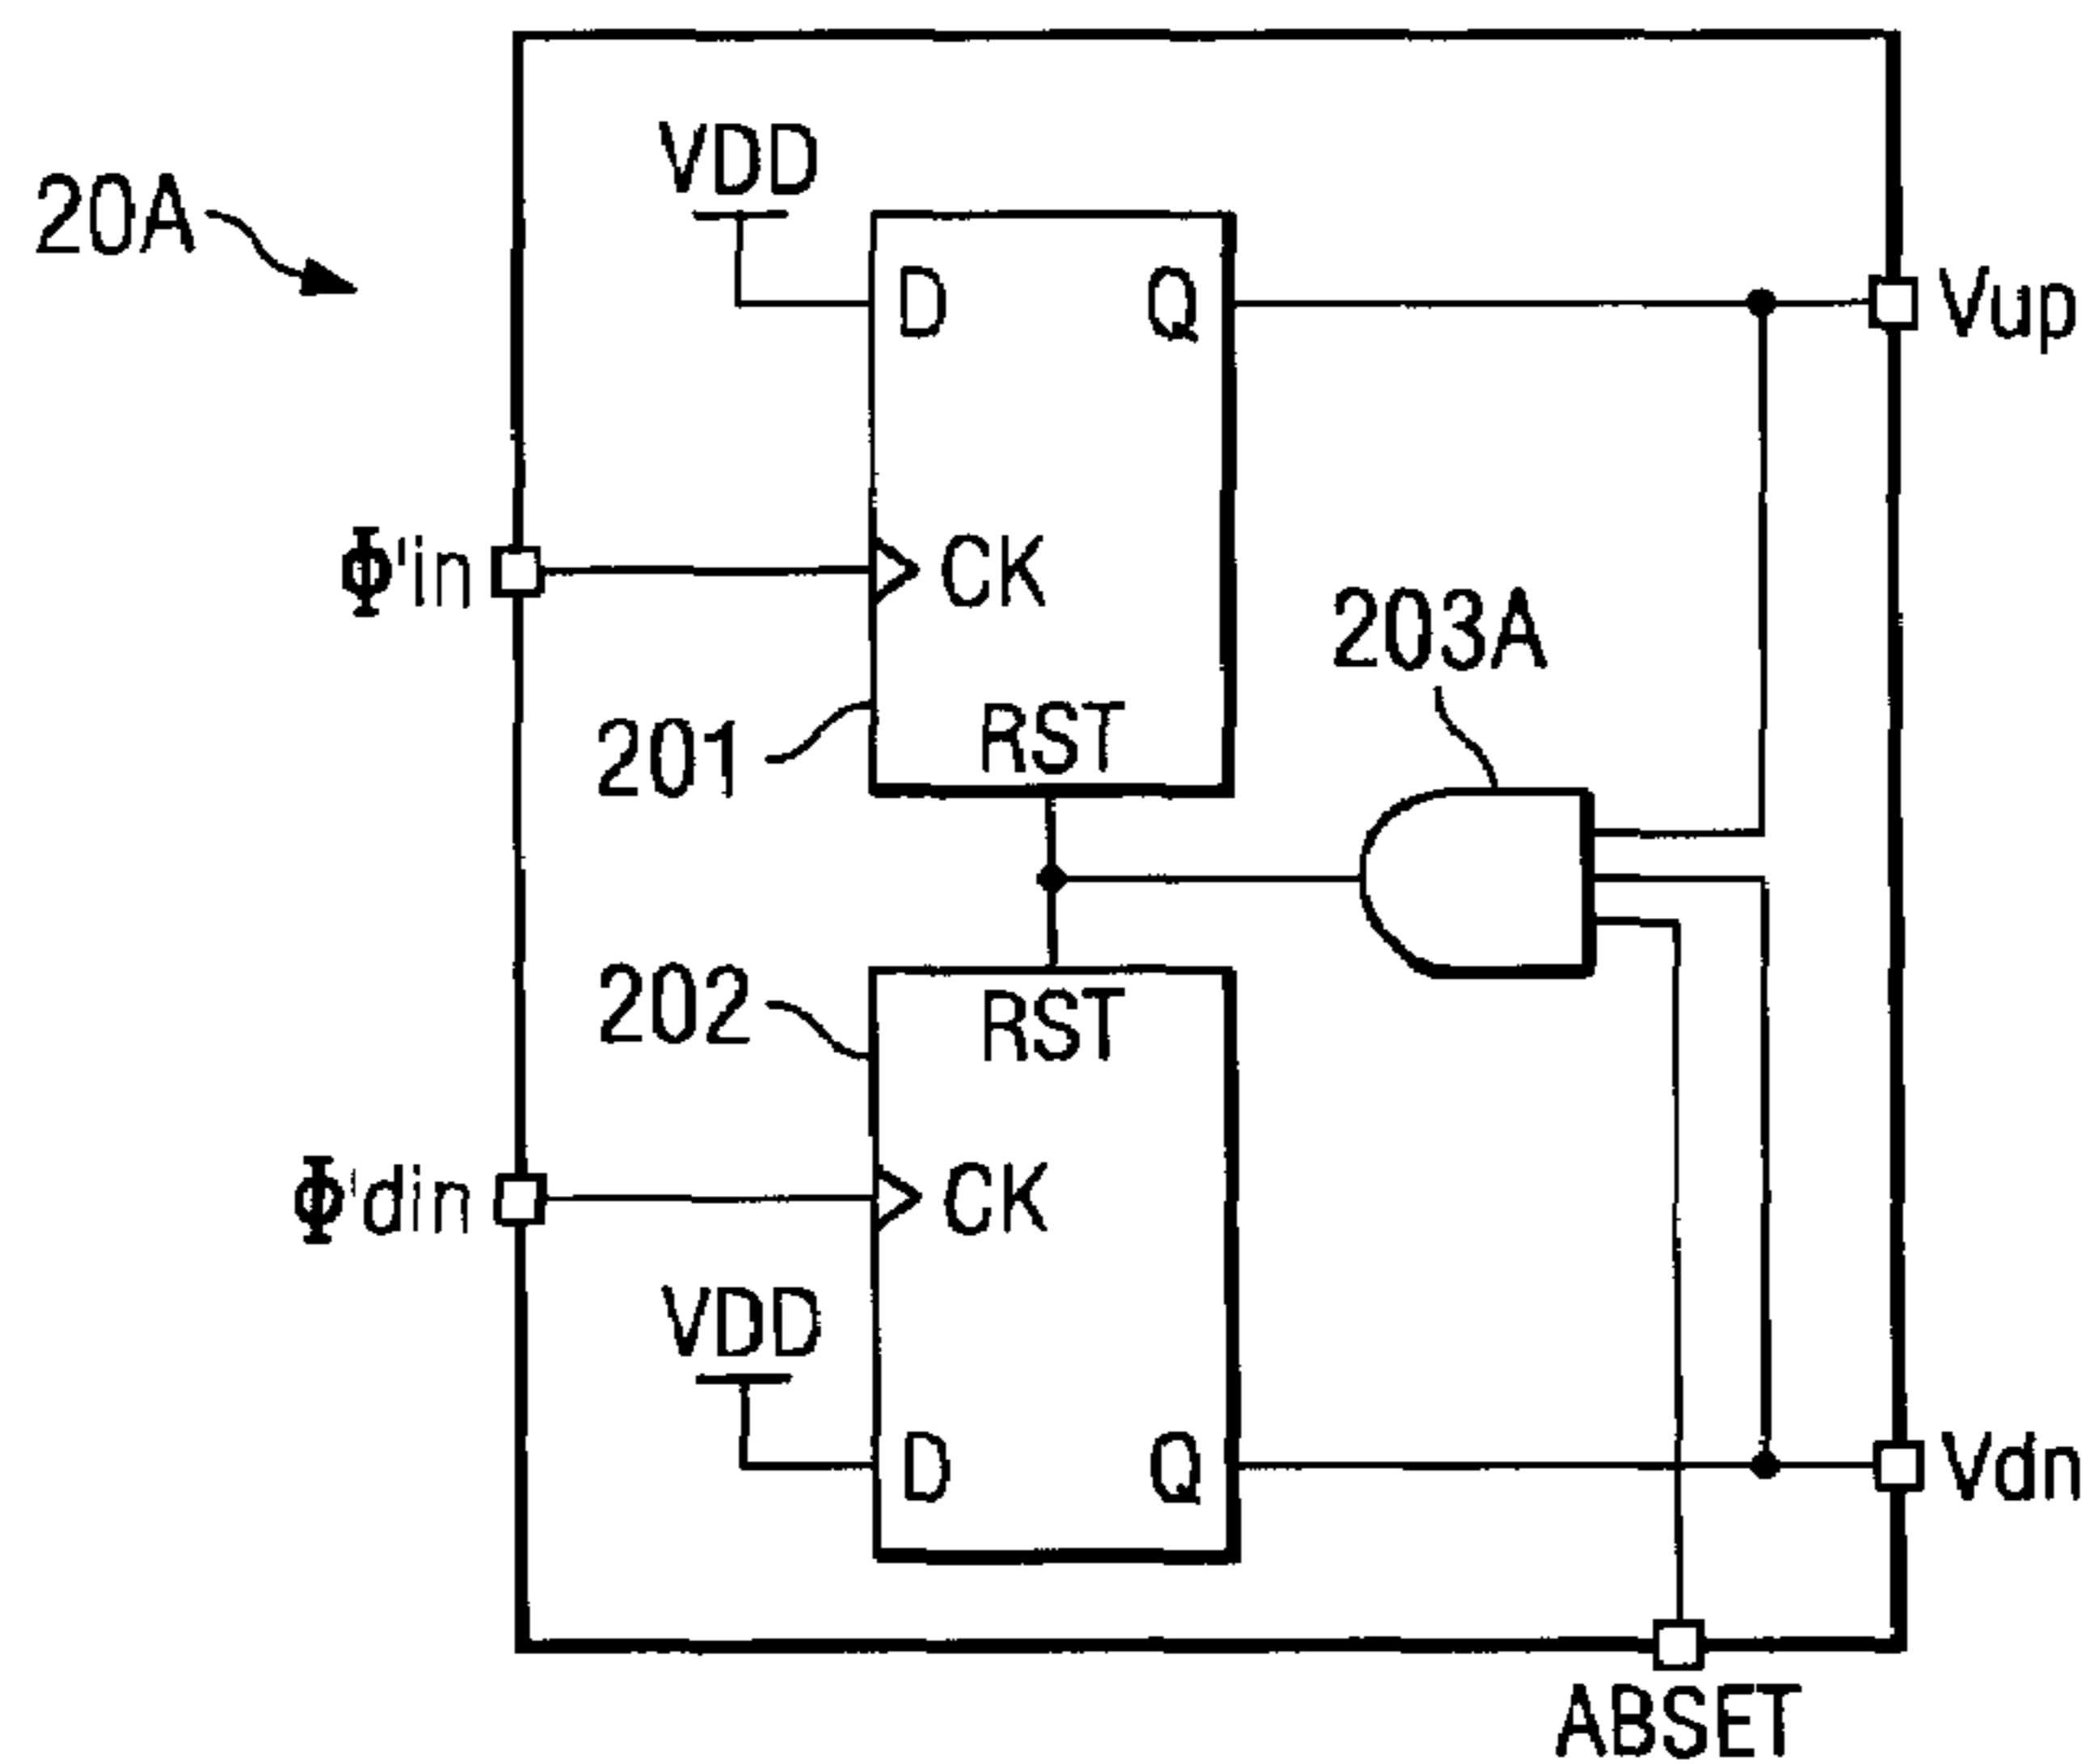 20A
VDD
D
Q
Vup
Φ'in
CK
203A
201
RST
202
RST
Φ'din
CK
VDD
D
Q
Vdn
ABSET